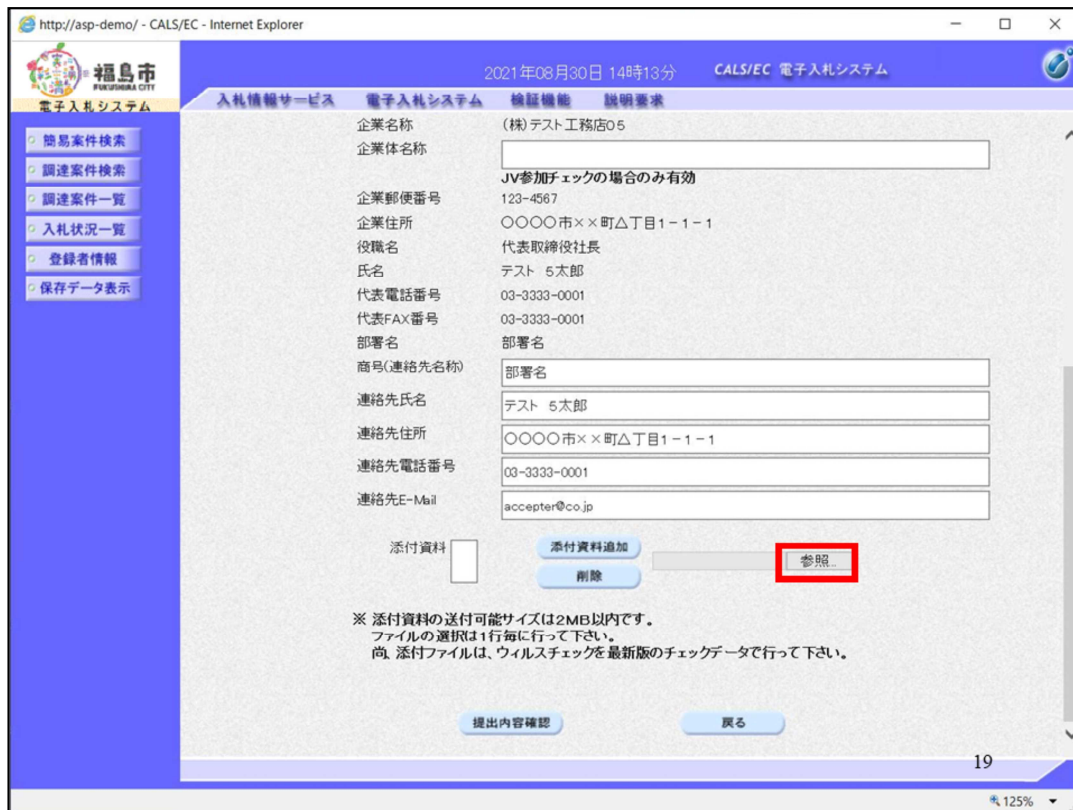 http://asp-demo/ - CALS/EC - Internet Explorer
福島市
FUKUSHIMA CITY
電子入札システム
2021年08月30日 14時13分
CALS/EC 電子入札システム
入札情報サービス 電子入札システム 検証機能 説明要求
簡易案件検索
調達案件検索
調達案件一覧
入札状況一覧
登録者情報
保存データ表示
企業名称 (株)テスト工務店05
企業体名称
JV参加チェックの場合のみ有効
企業郵便番号 123-4567
企業住所 〇〇〇〇市××町△丁目1-1-1
役職名 代表取締役社長
氏名 テスト 5太郎
代表電話番号 03-3333-0001
代表FAX番号 03-3333-0001
部署名 部署名
商号(連絡先名称) 部署名
連絡先氏名 テスト 5太郎
連絡先住所 〇〇〇〇市××町△丁目1-1-1
連絡先電話番号 03-3333-0001
連絡先E-Mail accepter@co.jp
添付資料 添付資料追加 参照...
削除
※ 添付資料の送付可能サイズは2MB以内です。
ファイルの選択は1行毎に行って下さい。
尚、添付ファイルは、ウィルスチェックを最新版のチェックデータで行って下さい。
提出内容確認 戻る
19
125%